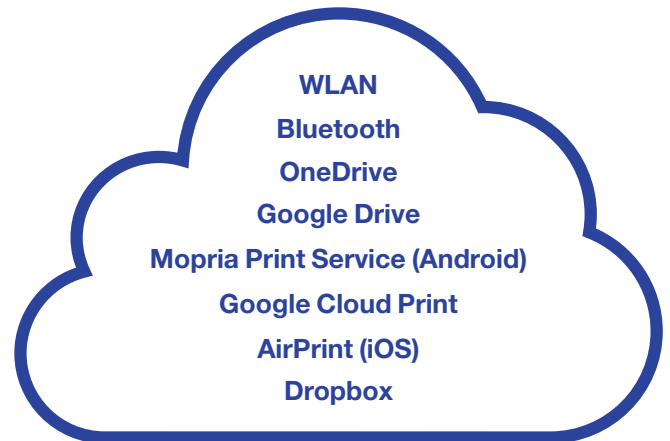 WLAN
Bluetooth
OneDrive
Google Drive
Mopria Print Service (Android)
Google Cloud Print
AirPrint (iOS)
Dropbox